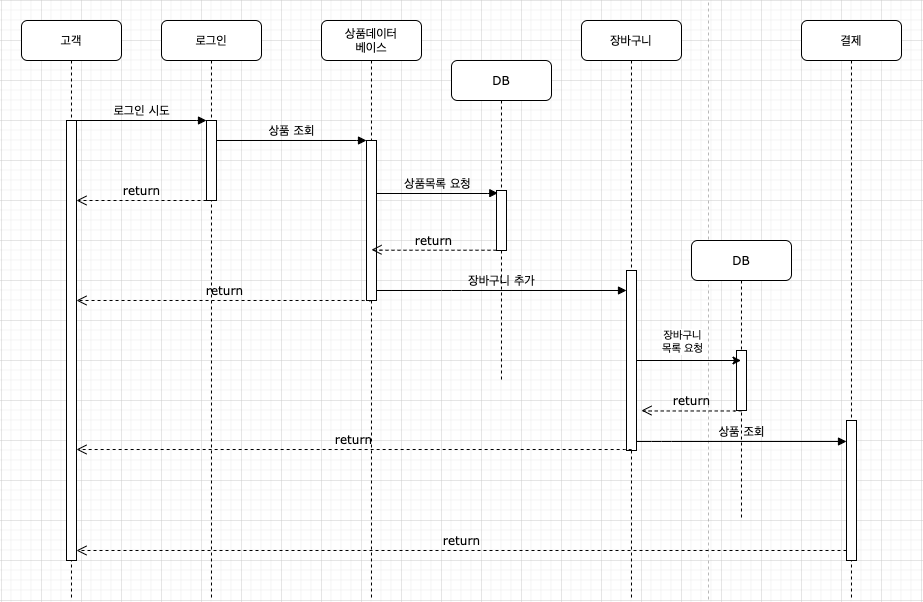 고객
로그인
상품데이터
베이스
장바구니
결제
DB
로그인 시도
상품 조회
상품목록 요청
return
return
DB
장바구니 추가
return
장바구니
목록 요청
return
상품 조회
return
return